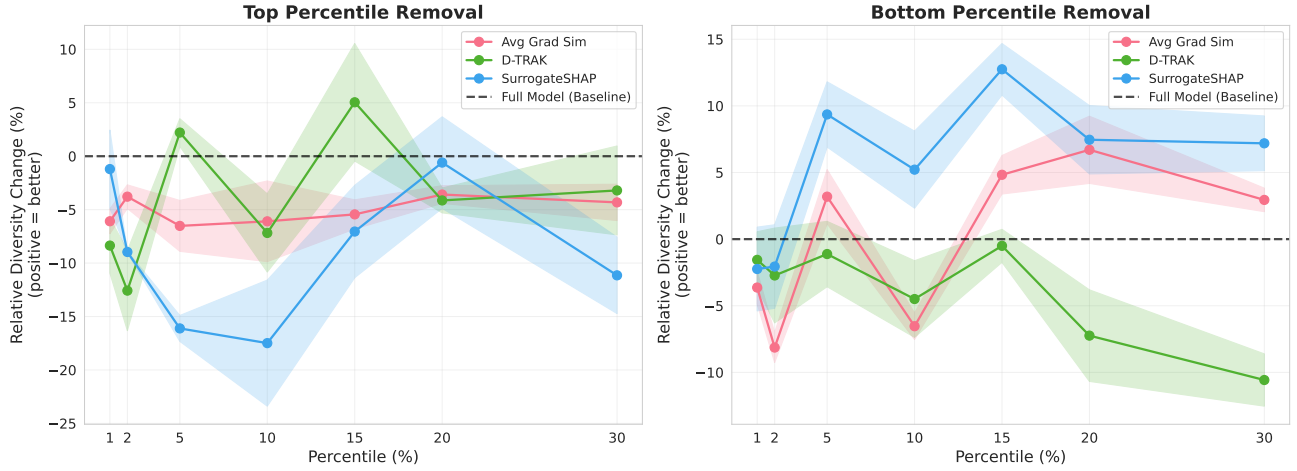 Top Percentile Removal
Relative Diversity Change (%)
(positive = better)
10
5
0
−5
−10
−15
−20
−25
Avg Grad Sim
D-TRAK
SurrogateSHAP
Full Model (Baseline)
1 2 5 10 15 20 30
Percentile (%)
Bottom Percentile Removal
Relative Diversity Change (%)
(positive = better)
15
10
5
0
−5
−10
Avg Grad Sim
D-TRAK
SurrogateSHAP
Full Model (Baseline)
1 2 5 10 15 20 30
Percentile (%)